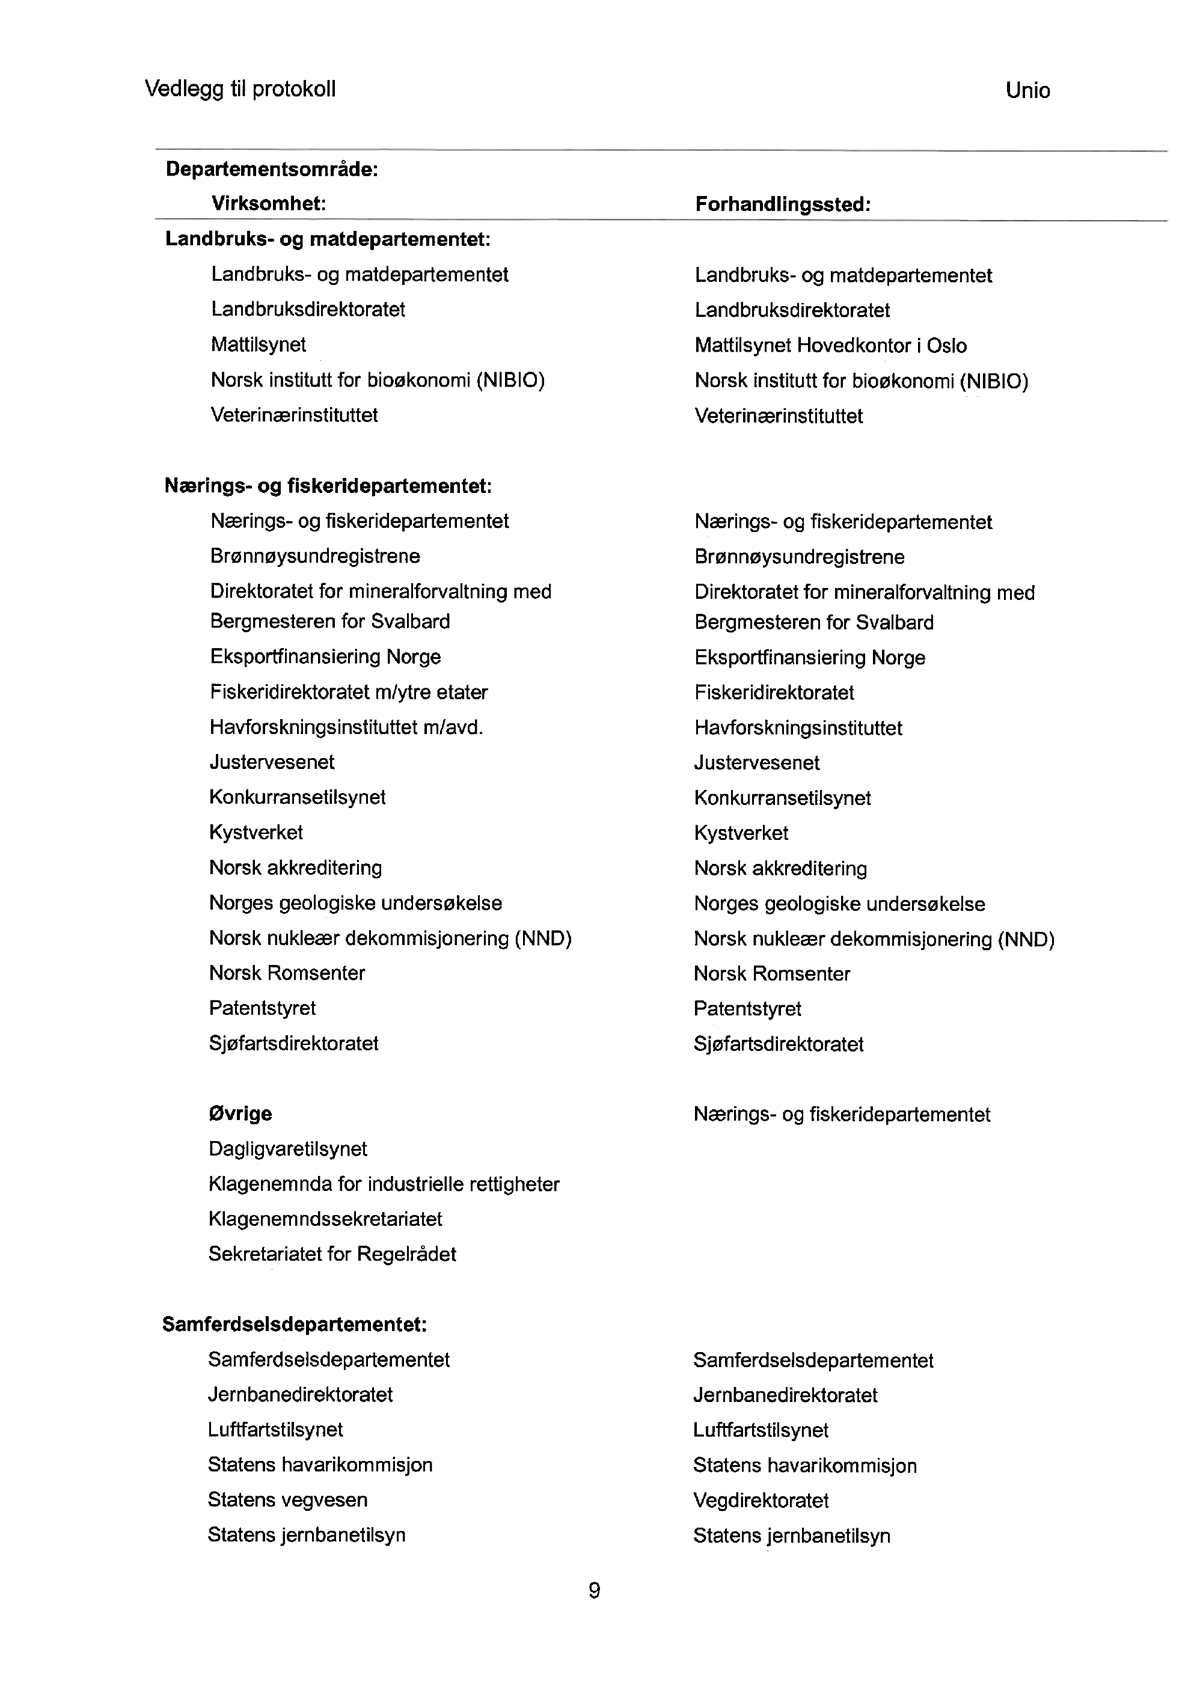 Vedlegg til protokoll Unio
Departementsområde:
Virksomhet: Forhandlingssted:
Landbruks- og matdepartementet:
Landbruks- og matdepartementet Landbruks- og matdepartementet
Landbruksdirektoratet Landbruksdirektoratet
Mattilsynet Mattilsynet Hovedkontor i Oslo
Norsk institutt for bioøkonomi (NIBIO) Norsk institutt for bioøkonomi (NIBIO)
Veterinærinstituttet Veterinærinstituttet
Nærings- og fiskeridepartementet:
Nærings- og fiskeridepartementet Nærings- og fiskeridepartementet
Brønnøysundregistrene Brønnøysundregistrene
Direktoratet for mineralforvaltning med Direktoratet for mineralforvaltning med
Bergmesteren for Svalbard Bergmesteren for Svalbard
Eksportfinansiering Norge Eksportfinansiering Norge
Fiskeridirektoratet m/ytre etater Fiskeridirektoratet
Havforskningsinstituttet m/avd. Havforskningsinstituttet
Justervesenet Justervesenet
Konkurransetilsynet Konkurransetilsynet
Kystverket Kystverket
Norsk akkreditering Norsk akkreditering
Norges geologiske undersøkelse Norges geologiske undersøkelse
Norsk nukleær dekommisjonering (NND) Norsk nukleær dekommisjonering (NND)
Norsk Romsenter Norsk Romsenter
Patentstyret Patentstyret
Sjøfartsdirektoratet Sjøfartsdirektoratet
Øvrige Nærings- og fiskeridepartementet
Dagligvaretilsynet
Klagenemnda for industrielle rettigheter
Klagenemndssekretariatet
Sekretariatet for Regelrådet
Samferdselsdepartementet:
Samferdselsdepartementet Samferdselsdepartementet
Jernbanedirektoratet Jernbanedirektoratet
Luftfartstilsynet Luftfartstilsynet
Statens havarikommisjon Statens havarikommisjon
Statens vegvesen Vegdirektoratet
Statens jernbanetilsyn Statens jernbanetilsyn
9